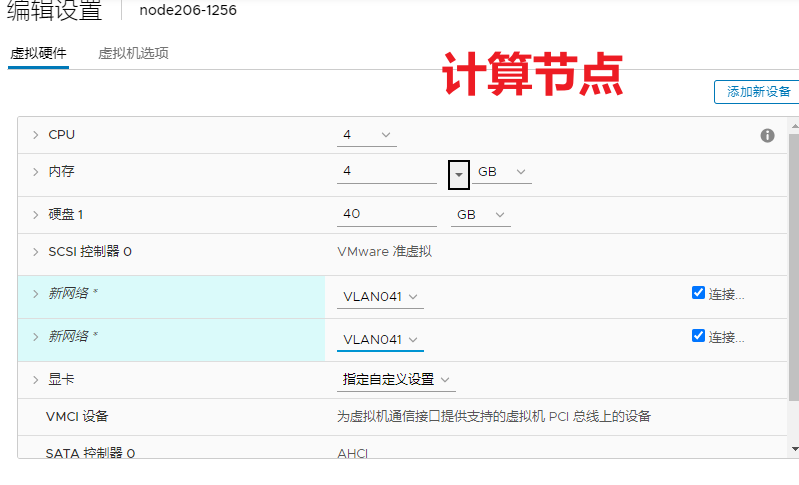 编辑设置 node206-1256
虚拟硬件 虚拟机选项
计算节点
添加新设备
CPU 4
内存 4 GB
硬盘 1 40 GB
SCSI 控制器 0 VMware 准虚拟
新网络 * VLAN041 连接...
新网络 * VLAN041 连接...
显卡 指定自定义设置
VMCI 设备 为虚拟机通信接口提供支持的虚拟机 PCI 总线上的设备
SATA 控制器 0 AHCI